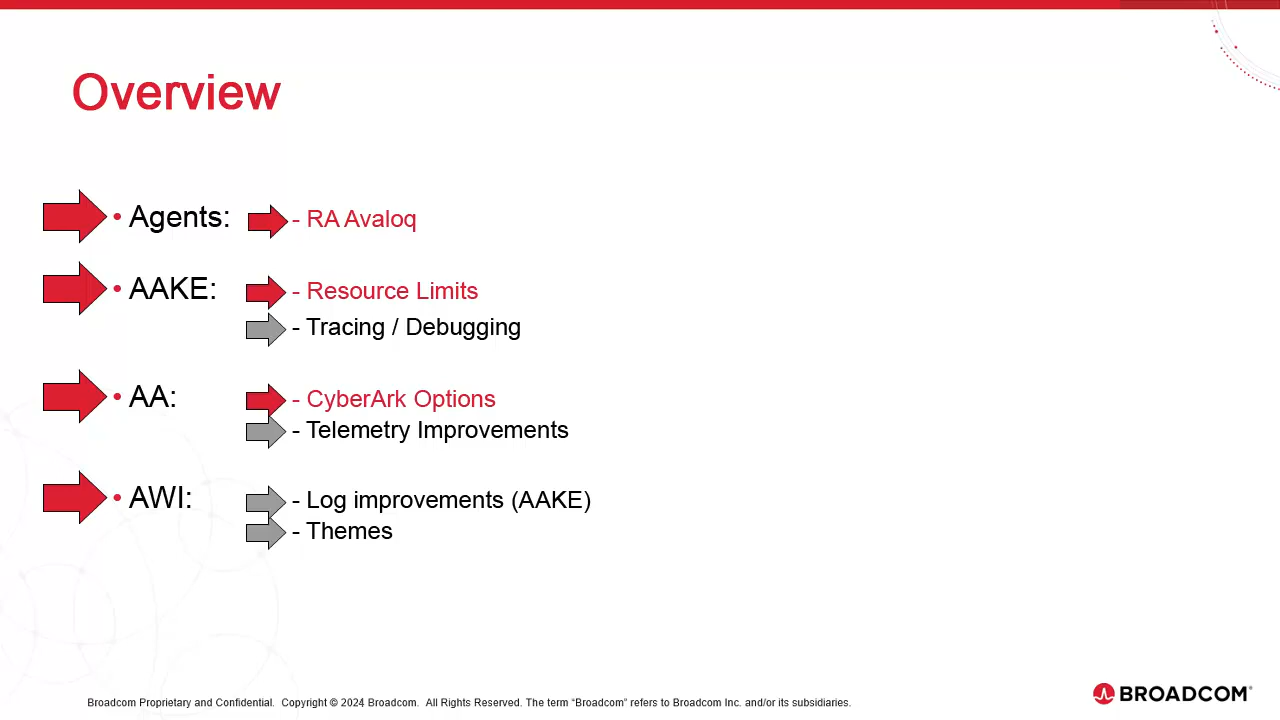 Overview
• Agents: - RA Avaloq
• AAKE: - Resource Limits
- Tracing / Debugging
• AA: - CyberArk Options
- Telemetry Improvements
• AWI: - Log improvements (AAKE)
- Themes
Broadcom Proprietary and Confidential. Copyright © 2024 Broadcom. All Rights Reserved. The term “Broadcom” refers to Broadcom Inc. and/or its subsidiaries.
BROADCOM®